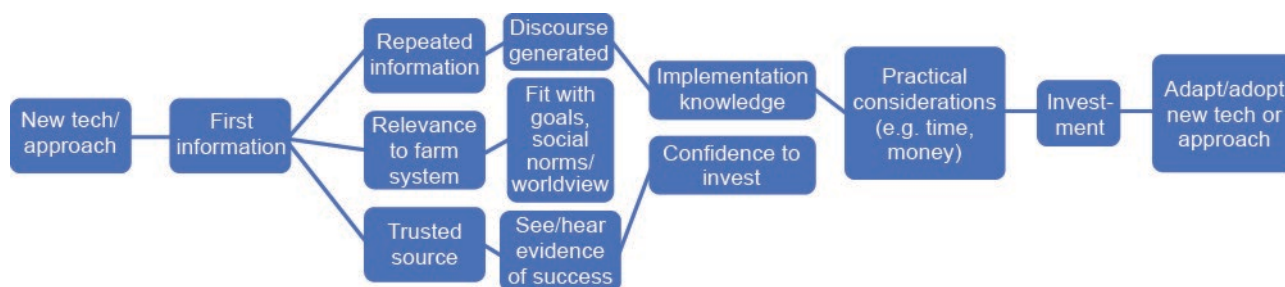 New tech/
approach
First
information
Repeated
information
Relevance
to farm
system
Trusted
source
Discourse
generated
Fit with
goals,
social
norms/
worldview
See/hear
evidence
of success
Implementation
knowledge
Confidence to
invest
Practical
considerations
(e.g. time,
money)
Invest-
ment
Adapt/adopt
new tech or
approach